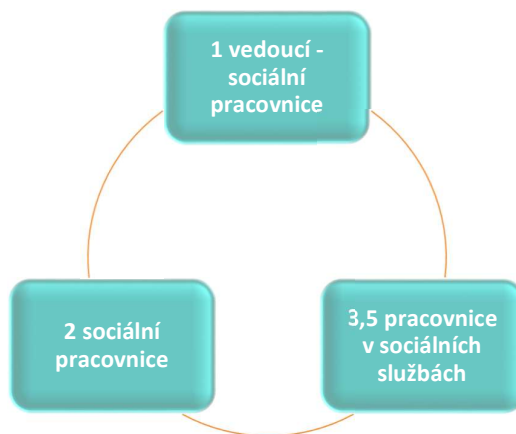 1 vedoucí -
sociální
pracovnice
2 sociální
pracovnice
3,5 pracovnice
v sociálních
službách